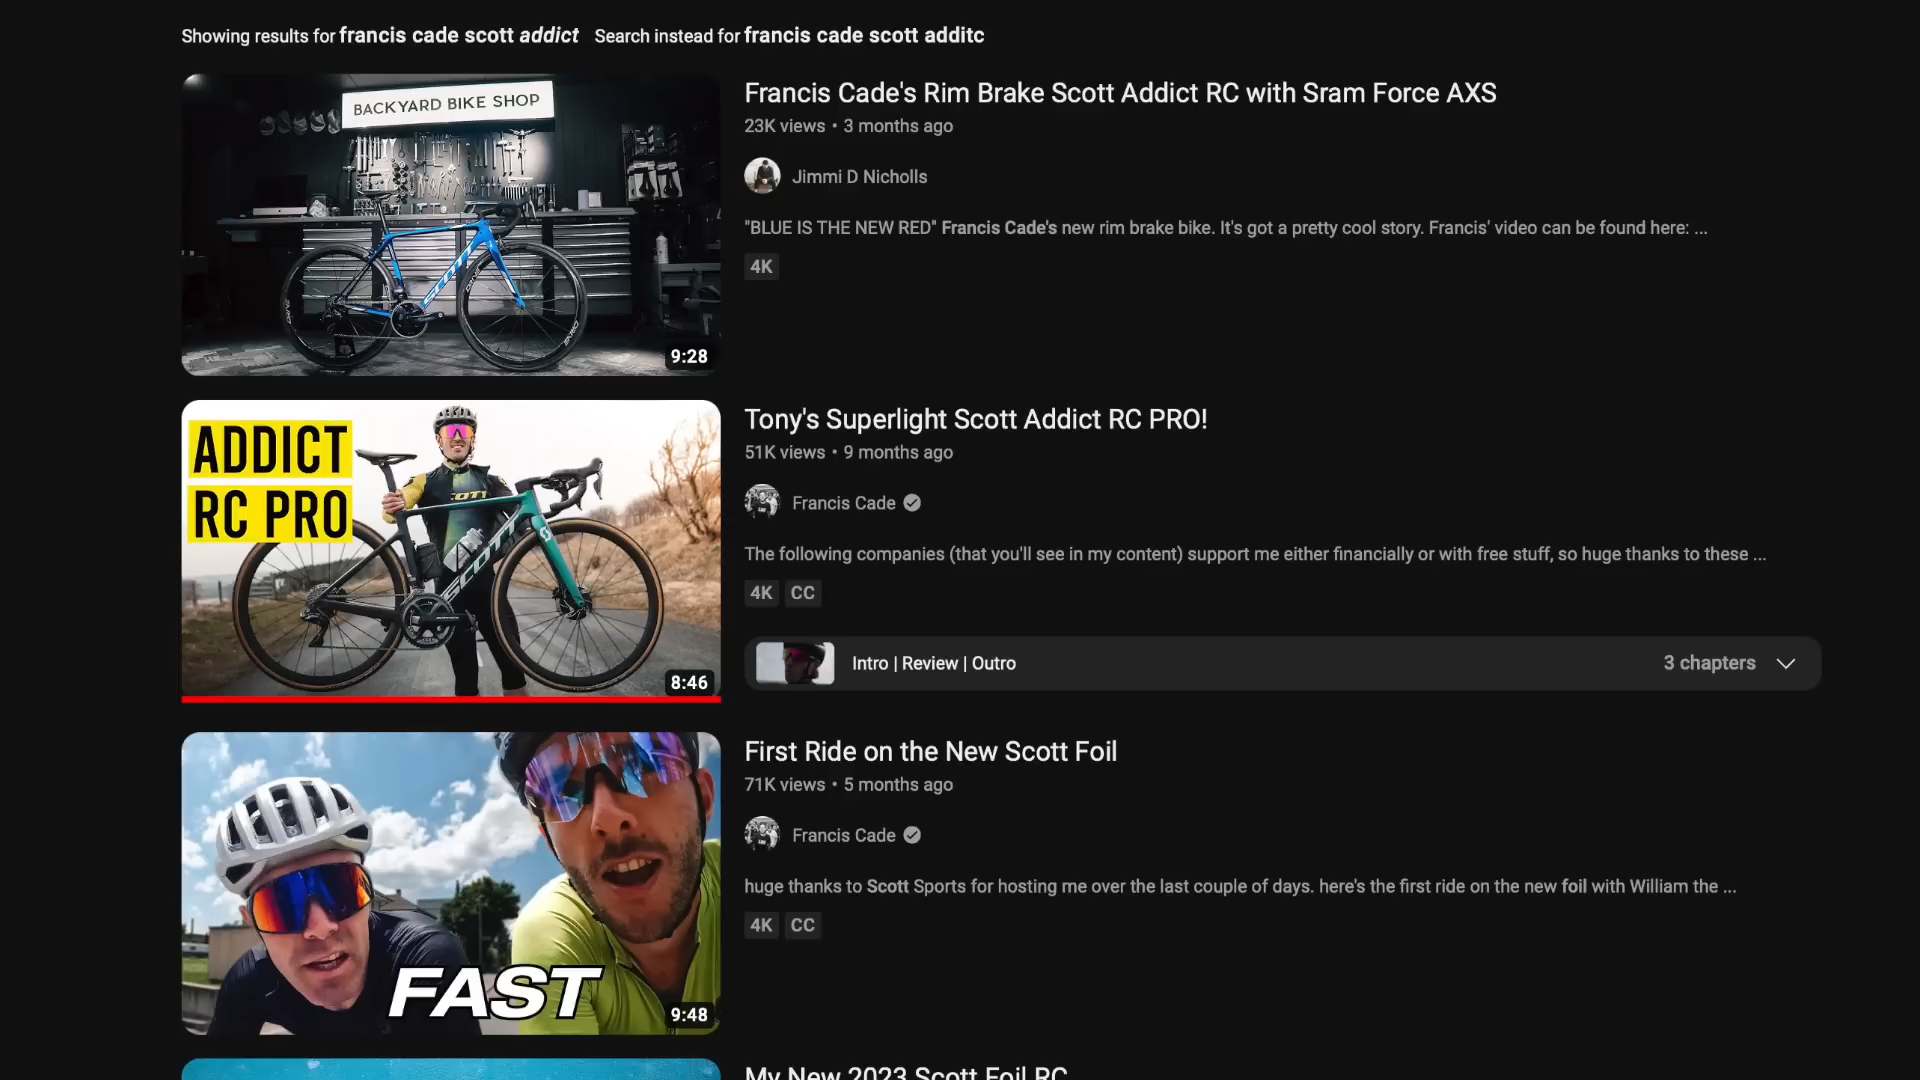 Showing results for francis cade scott addict Search instead for francis cade scott additc
BACKYARD BIKE SHOP
SCOTT
9:28
Francis Cade's Rim Brake Scott Addict RC with Sram Force AXS
23K views • 3 months ago
Jimmi D Nicholls
"BLUE IS THE NEW RED" Francis Cade's new rim brake bike. It's got a pretty cool story. Francis' video can be found here: ...
4K
ADDICT
RC PRO
SCOTT
8:46
Tony's Superlight Scott Addict RC PRO!
51K views • 9 months ago
Francis Cade
The following companies (that you'll see in my content) support me either financially or with free stuff, so huge thanks to these ...
4K CC
Intro | Review | Outro 3 chapters
FAST
9:48
First Ride on the New Scott Foil
71K views • 5 months ago
Francis Cade
huge thanks to Scott Sports for hosting me over the last couple of days. here's the first ride on the new foil with William the ...
4K CC
My New 2023 Scott Foil RC